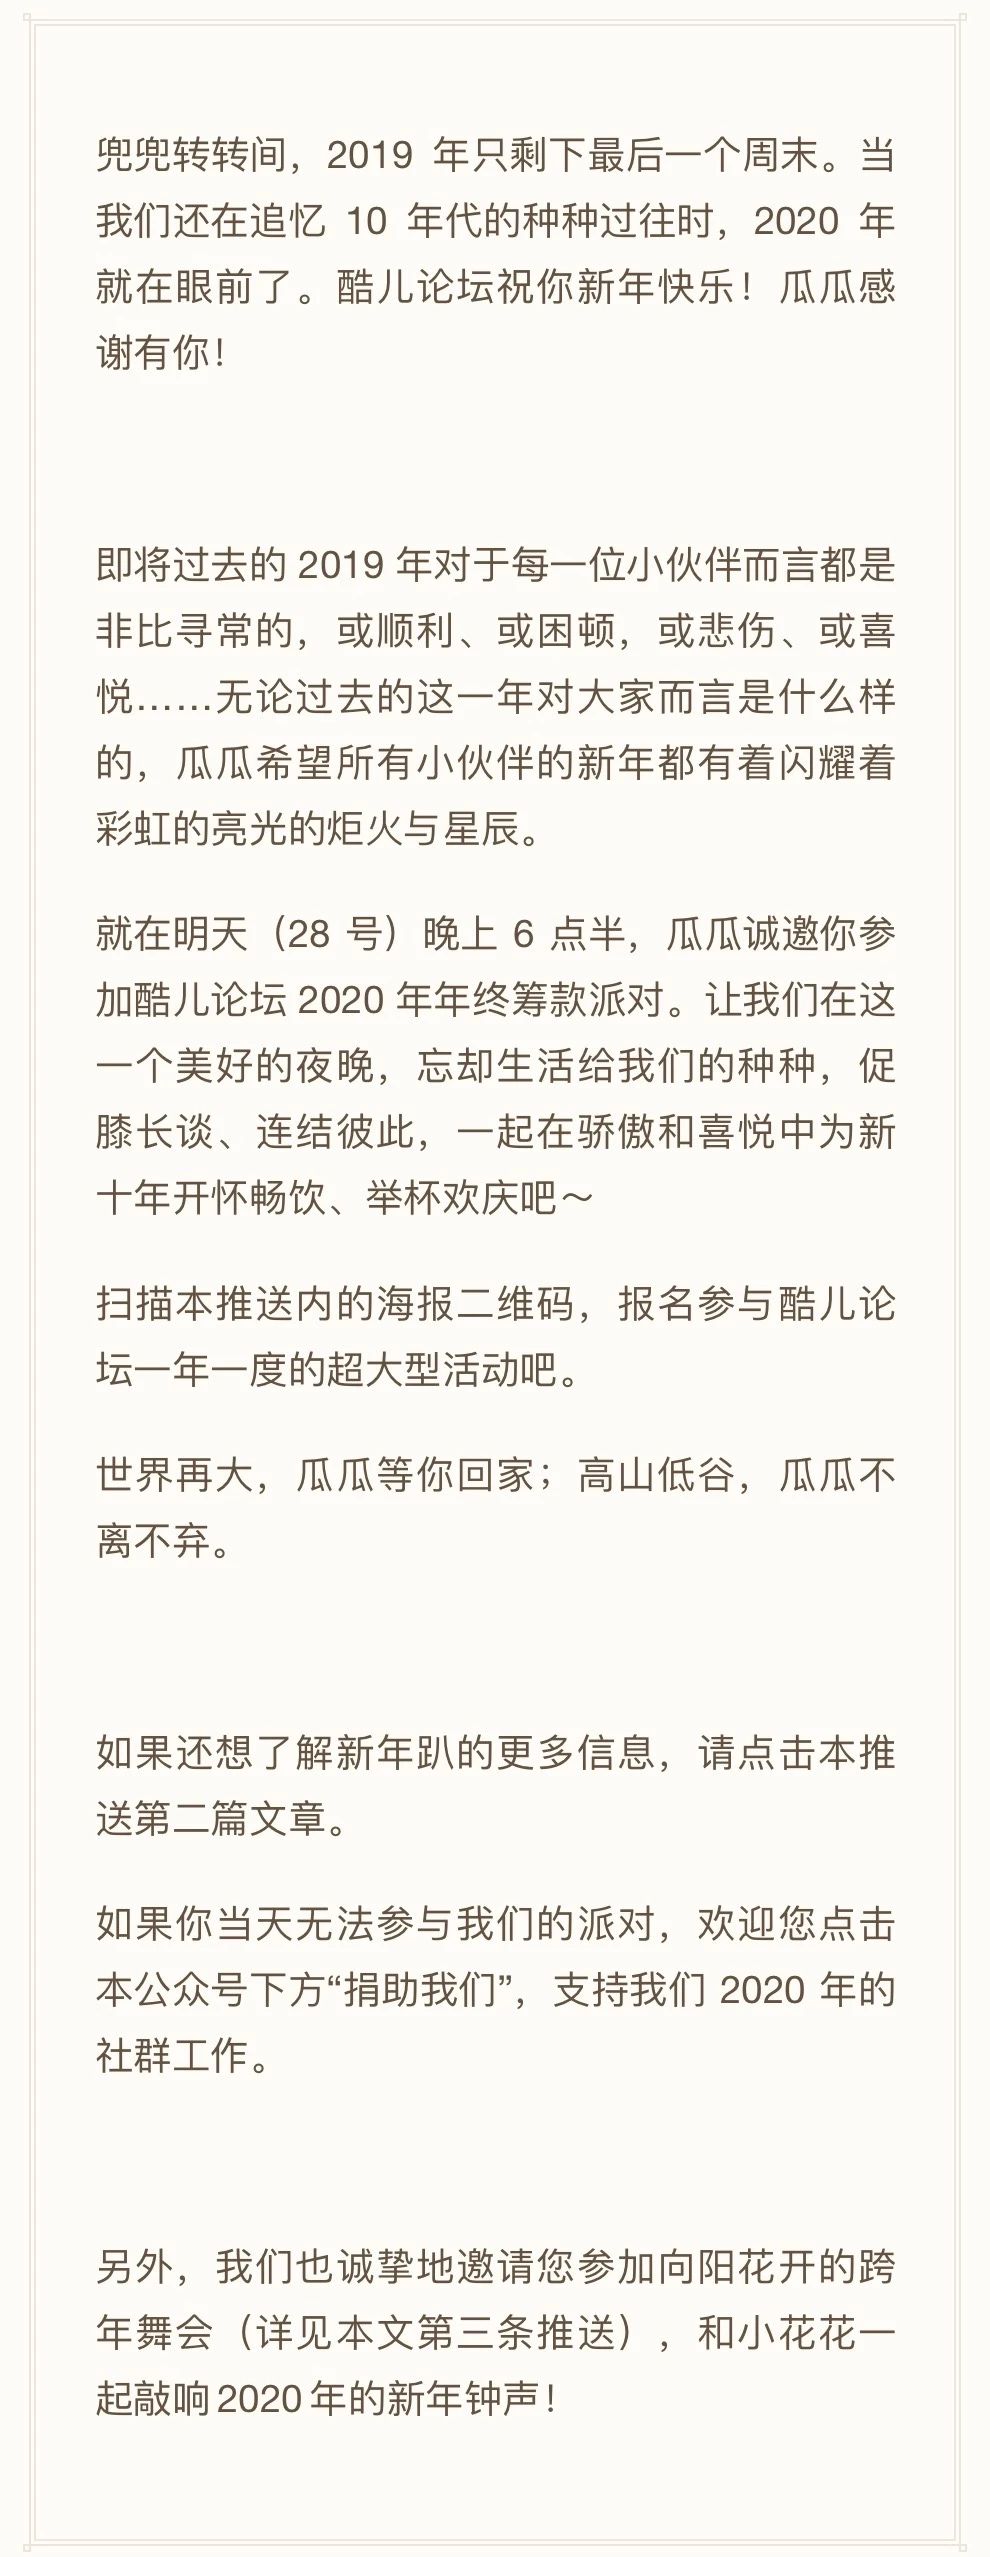 兜兜转转间，2019 年只剩下最后一个周末。当
我们还在追忆 10 年代的种种过往时，2020 年
就在眼前了。酷儿论坛祝你新年快乐！瓜瓜感
谢有你！
即将过去的 2019 年对于每一位小伙伴而言都是
非比寻常的，或顺利、或困顿，或悲伤、或喜
悦……无论过去的这一年对大家而言是什么样
的，瓜瓜希望所有小伙伴的新年都有着闪耀着
彩虹的亮光的炬火与星辰。
就在明天（28 号）晚上 6 点半，瓜瓜诚邀你参
加酷儿论坛 2020 年年终筹款派对。让我们在这
一个美好的夜晚，忘却生活给我们的种种，促
膝长谈、连结彼此，一起在骄傲和喜悦中为新
十年开怀畅饮、举杯欢庆吧～
扫描本推送内的海报二维码，报名参与酷儿论
坛一年一度的超大型活动吧。
世界再大，瓜瓜等你回家；高山低谷，瓜瓜不
离不弃。
如果还想了解新年趴的更多信息，请点击本推
送第二篇文章。
如果你当天无法参与我们的派对，欢迎您点击
本公众号下方“捐助我们”，支持我们 2020 年的
社群工作。
另外，我们也诚挚地邀请您参加向阳花开的跨
年舞会（详见本文第三条推送），和小花花一
起敲响2020年的新年钟声！